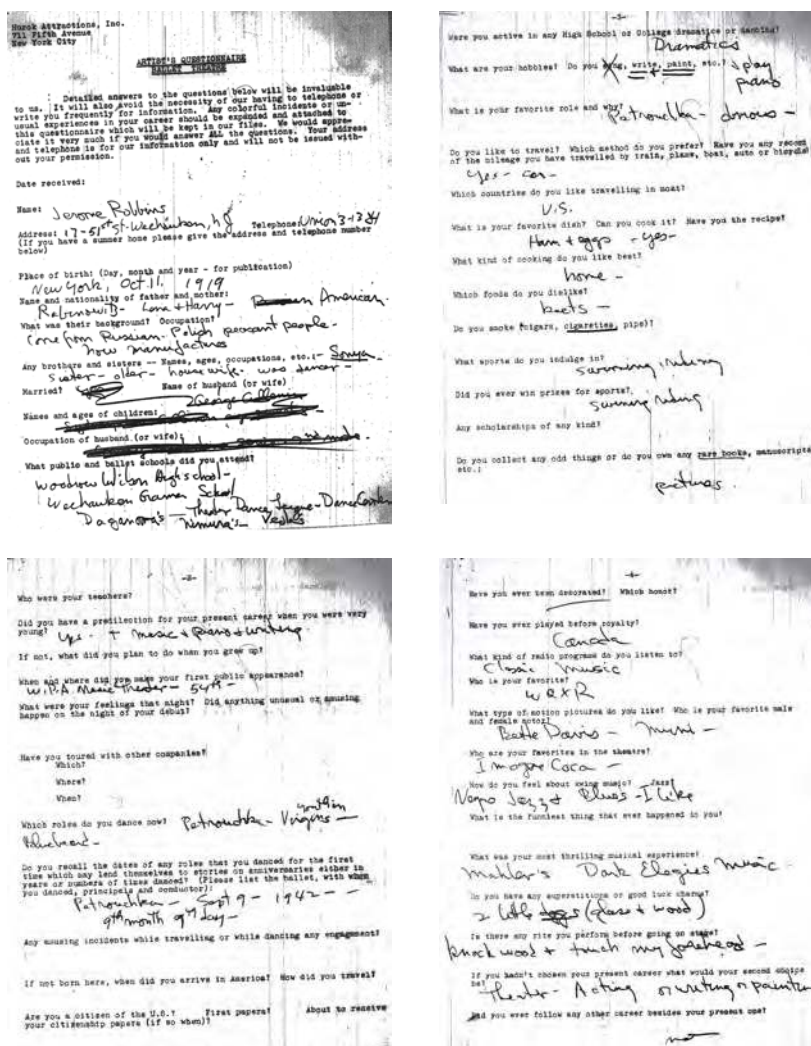 Hurok Attractions, Inc.
711 Fifth Avenue
New York City
ARTIST'S QUESTIONNAIRE
BALLET THEATRE
Detailed answers to the questions below will be invaluable
to us. It will also avoid the necessity of our having to telephone or
write you frequently for information. Any colorful incidents or un-
usual experiences in your career should be expanded and attached to
this questionnaire which will be kept in our files. We would appre-
ciate it very much if you would answer ALL the questions. Your address
and telephone is for our information only and will not be issued with-
out your permission.
Date received:
Name: Jerome Robbins
Address: 17-51st St. Weehawken, NJ Telephone: Union 3-13
(If you have a summer home please give the address and telephone number
below)
Place of birth: (Day, month and year - for publication)
New York, Oct. 11. 1919
Name and nationality of father and mother:
Rabinowitz - Lena + Harry - American.
What was their background? Occupation?
Come from Russian-Polish peasant people -
now manufactures
Any brothers and sisters -- Names, ages, occupations, etc.:- Sonya -
sister - older - housewife - was dancer -
Married? Name of husband (or wife)
George
Names and ages of children:
Occupation of husband (or wife):
What public and ballet schools did you attend?
Woodrow Wilson High school -
Weehawken Grammer School
Daganova's - Theater Dance League - Dance Center
Nimura's - Veola's
-2-
Who were your teachers?
Did you have a predilection for your present career when you were very
young? yes - + music + piano + writing.
If not, what did you plan to do when you grew up?
When and where did you make your first public appearance?
W.P.A. Music Theater - 54th -
What were your feelings that night? Did anything unusual or amusing
happen on the night of your debut?
Have you toured with other companies?
Which?
Where?
When?
Which roles do you dance now? Petrouchka - Virgins -
youth in
Bluebeard -
Do you recall the dates of any roles that you danced for the first
time which may lend themselves to stories on anniversaries either in
years or numbers of times danced? (Please list the ballet, with when
you danced, principals and conductor):
Petrouchka - Sept 9 - 1942 - -
9th month 9th day -
Any amusing incidents while travelling or while dancing any engagement?
If not born here, when did you arrive in America? How did you travel?
Are you a citizen of the U.S.? First papers? About to receive
your citizenship papers (if so when)?
-3-
Were you active in any High School or College dramatics or dancing?
Dramatics
What are your hobbies? Do you sing, write, paint, etc.? + play
piano
What is your favorite role and why?
Petrouchka -
Do you like to travel? Which method do you prefer? Have you any record
of the mileage you have travelled by train, plane, boat, auto or bicycle?
Yes - car -
Which countries do you like travelling in most?
U.S.
What is your favorite dish? Can you cook it? Have you the recipe?
Ham + eggs - yes -
What kind of cooking do you like best?
home -
Which foods do you dislike?
beets -
Do you smoke (cigars, cigarettes, pipe)?
What sports do you indulge in?
swimming, riding
Did you ever win prizes for sports?
swiming riding
Any scholarships of any kind?
Do you collect any odd things or do you own any rare books, manuscripts
etc.:
pictures.
-4-
Have you ever been decorated? Which honor?
Have you ever played before royalty?
Canada
What kind of radio programs do you listen to?
Classic music
Who is your favorite?
WQXR
What type of motion pictures do you like? Who is your favorite male
and female actor?
Bette Davis - Muni -
Who are your favorites in the theatre?
Imogene Coca -
How do you feel about swing music? Jazz?
Negro Jazz + Blues - I like
What is the funniest thing that ever happened to you?
What was your most thrilling musical experience?
Mahler's Dark Elegies Music -
Do you have any superstitions or good luck charms?
2 little (glass + wood)
Is there any rite you perform before going on stage?
knock wood + touch my forehead -
If you hadn't chosen your present career what would your second choice
be?
theater - Acting or writing or painter
Did you ever follow any other career besides your present one?
not